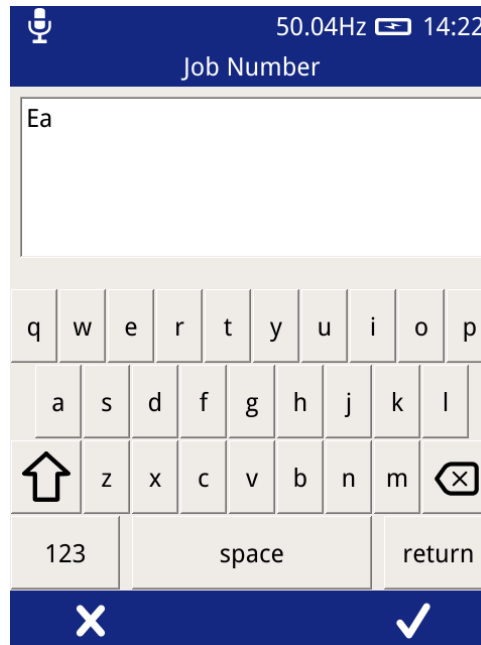 50.04Hz 14:22
Job Number
Ea
q w e r t y u i o p
a s d f g h j k l
z x c v b n m
123 space return